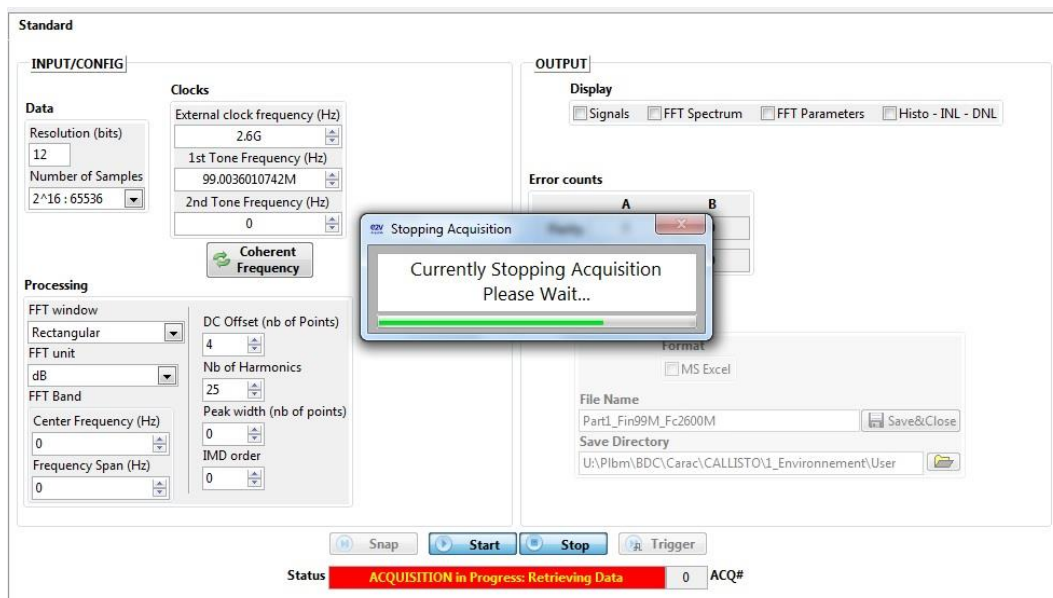 Standard
INPUT/CONFIG
Data
Resolution (bits)
12
Number of Samples
2^16 : 65536
Clocks
External clock frequency (Hz)
2.6G
1st Tone Frequency (Hz)
99.0036010742M
2nd Tone Frequency (Hz)
0
Coherent
Frequency
Processing
FFT window
Rectangular
FFT unit
dB
FFT Band
Center Frequency (Hz)
0
Frequency Span (Hz)
0
DC Offset (nb of Points)
4
Nb of Harmonics
25
Peak width (nb of points)
0
IMD order
0
OUTPUT
Display
Signals FFT Spectrum FFT Parameters Histo - INL - DNL
Error counts
A B
e2v Stopping Acquisition
Currently Stopping Acquisition
Please Wait...
Format
MS Excel
File Name
Part1_Fin99M_Fc2600M Save&Close
Save Directory
U:\PIbm\BDC\Carac\CALLISTO\1_Environnement\User
Snap Start Stop Trigger
Status ACQUISITION in Progress: Retrieving Data 0 ACQ#